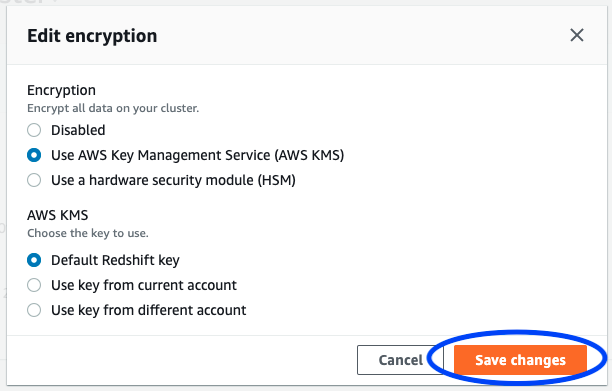 Edit encryption
Encryption
Encrypt all data on your cluster.
Disabled
Use AWS Key Management Service (AWS KMS)
Use a hardware security module (HSM)
AWS KMS
Choose the key to use.
Default Redshift key
Use key from current account
Use key from different account
Cancel Save changes